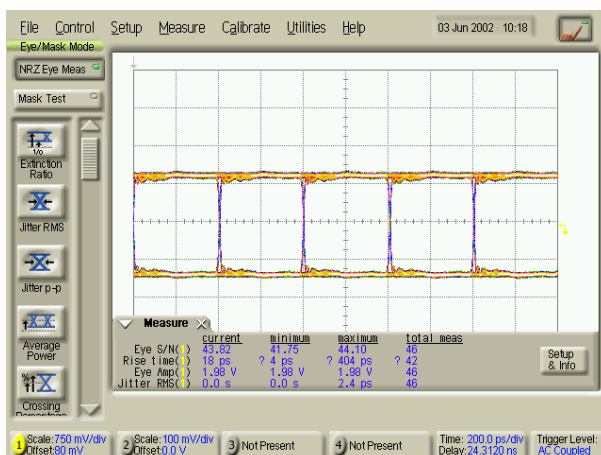 File Control Setup Measure Calibrate Utilities Help 03 Jun 2002 10:18
Eye/Mask Mode
NRZ Eye Meas
Mask Test
Extinction
Ratio
Jitter RMS
Jitter p-p
Average
Power
Crossing
Percentage
Measure
current minimum maximum total meas
Eye S/N(1) 43.82 41.75 44.10 46
Rise time(1) 18 ps ? 4 ps ? 404 ps ? 42
Eye Amp(1) 1.98 V 1.98 V 1.98 V 46
Jitter RMS(1) 0.0 s 0.0 s 2.4 ps 46
Setup
& Info
1 Scale:750 mV/div
Offset:80 mV
2 Scale:100 mV/div
Offset:0.0 V
3 Not Present
4 Not Present
Time: 200.0 ps/div
Delay:24.3120 ns
Trigger Level:
AC Coupled